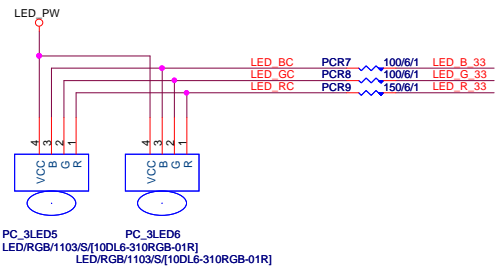 LED_PW
LED_BC PCR7 100/6/1 LED_B_33
LED_GC PCR8 100/6/1 LED_G_33
LED_RC PCR9 150/6/1 LED_R_33
4 3 2 1 4 3 2 1
VCC B G R VCC B G R
PC_3LED5 PC_3LED6
LED/RGB/1103/S/[10DL6-310RGB-01R]
LED/RGB/1103/S/[10DL6-310RGB-01R]